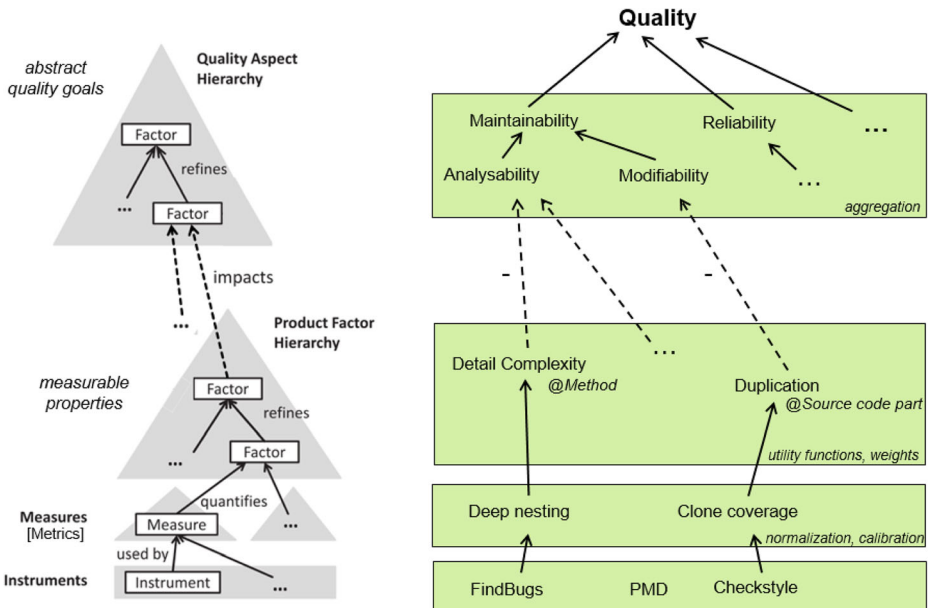 abstract
quality goals
Quality Aspect
Hierarchy
Factor
refines
...
Factor
impacts
...
Product Factor
Hierarchy
measurable
properties
Factor
refines
...
Factor
quantifies
Measures
[Metrics]
Measure
...
used by
Instruments
Instrument
...
Quality
Maintainability
Reliability
...
Analysability
Modifiability
...
aggregation
-
-
Detail Complexity
@Method
...
Duplication
@Source code part
utility functions, weights
Deep nesting
Clone coverage
normalization, calibration
FindBugs
PMD
Checkstyle